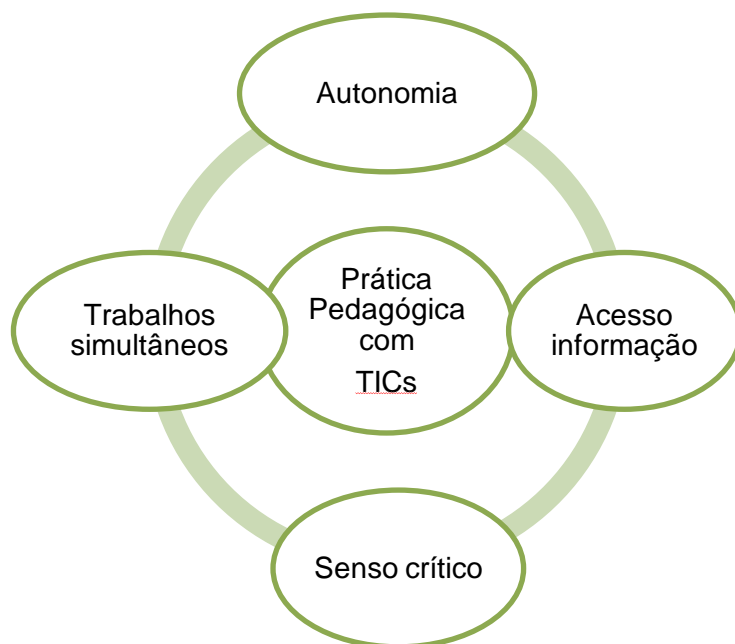 Autonomia
Trabalhos
simultâneos
Prática
Pedagógica
com
TICs
Acesso
informação
Senso crítico